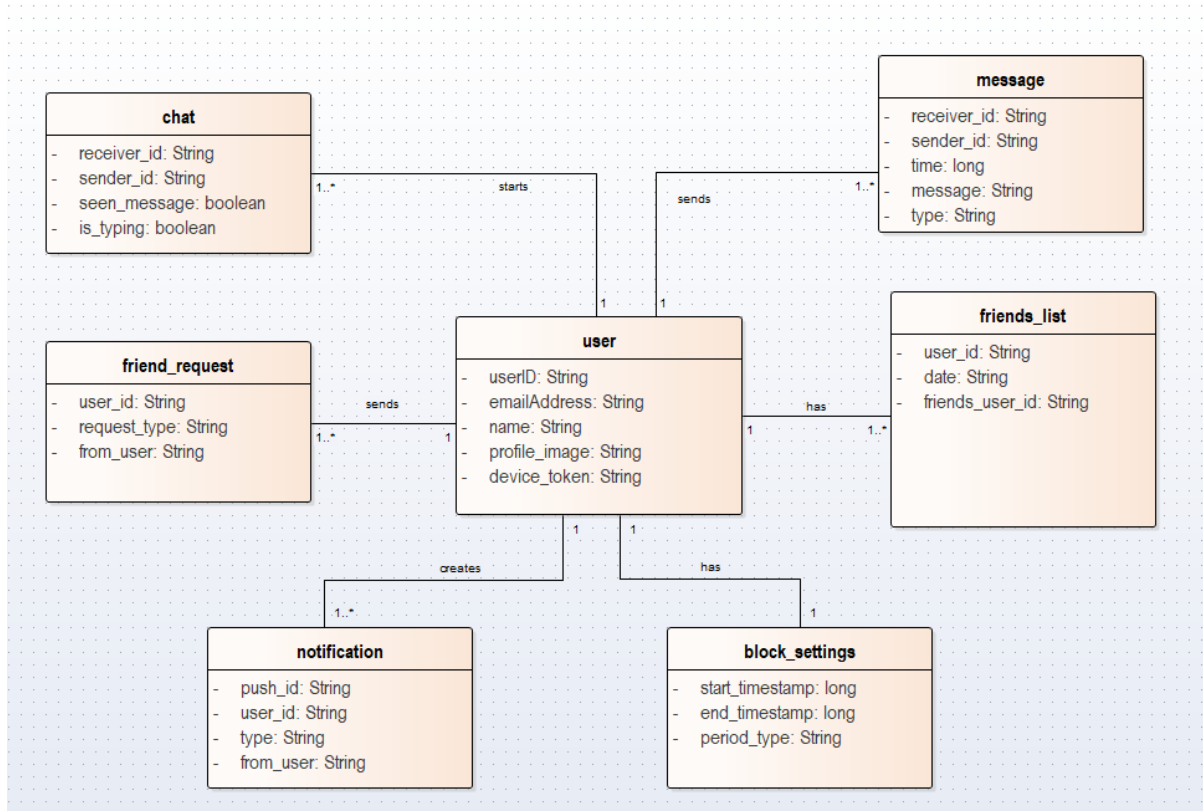 chat
- receiver_id: String
- sender_id: String
- seen_message: boolean
- is_typing: boolean
1..*
starts
1
message
- receiver_id: String
- sender_id: String
- time: long
- message: String
- type: String
1..*
sends
1
friend_request
- user_id: String
- request_type: String
- from_user: String
1..*
sends
1
user
- userID: String
- emailAddress: String
- name: String
- profile_image: String
- device_token: String
friends_list
- user_id: String
- date: String
- friends_user_id: String
has
1
1..*
1
creates
1..*
1
has
1
notification
- push_id: String
- user_id: String
- type: String
- from_user: String
block_settings
- start_timestamp: long
- end_timestamp: long
- period_type: String